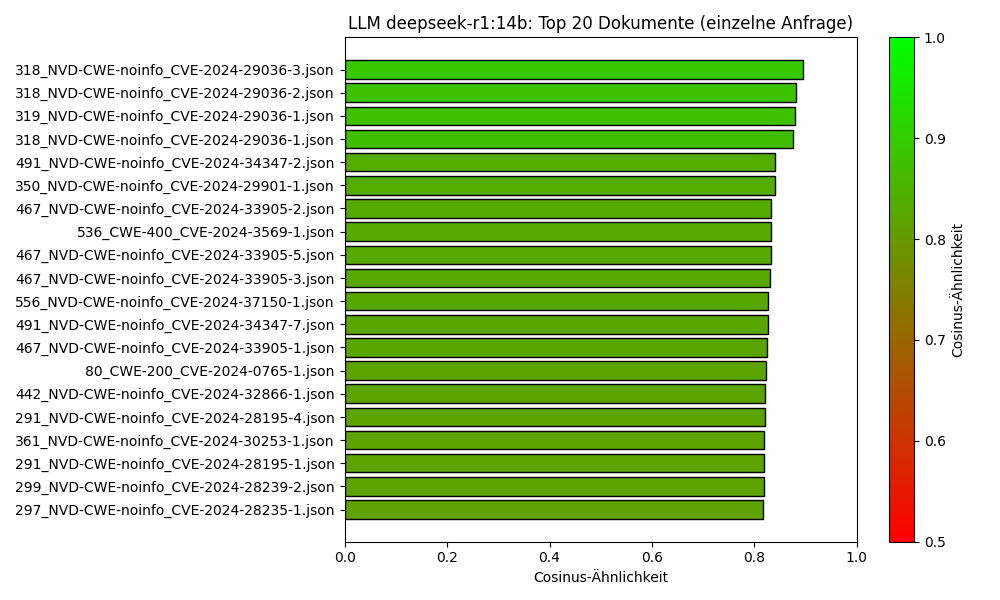 LLM deepseek-r1:14b: Top 20 Dokumente (einzelne Anfrage)
318_NVD-CWE-noinfo_CVE-2024-29036-3.json
318_NVD-CWE-noinfo_CVE-2024-29036-2.json
319_NVD-CWE-noinfo_CVE-2024-29036-1.json
318_NVD-CWE-noinfo_CVE-2024-29036-1.json
491_NVD-CWE-noinfo_CVE-2024-34347-2.json
350_NVD-CWE-noinfo_CVE-2024-29901-1.json
467_NVD-CWE-noinfo_CVE-2024-33905-2.json
536_CWE-400_CVE-2024-3569-1.json
467_NVD-CWE-noinfo_CVE-2024-33905-5.json
467_NVD-CWE-noinfo_CVE-2024-33905-3.json
556_NVD-CWE-noinfo_CVE-2024-37150-1.json
491_NVD-CWE-noinfo_CVE-2024-34347-7.json
467_NVD-CWE-noinfo_CVE-2024-33905-1.json
80_CWE-200_CVE-2024-0765-1.json
442_NVD-CWE-noinfo_CVE-2024-32866-1.json
291_NVD-CWE-noinfo_CVE-2024-28195-4.json
361_NVD-CWE-noinfo_CVE-2024-30253-1.json
291_NVD-CWE-noinfo_CVE-2024-28195-1.json
299_NVD-CWE-noinfo_CVE-2024-28239-2.json
297_NVD-CWE-noinfo_CVE-2024-28235-1.json
0.0 0.2 0.4 0.6 0.8 1.0
Cosinus-Ähnlichkeit
1.0
0.9
0.8
0.7
0.6
0.5
Cosinus-Ähnlichkeit